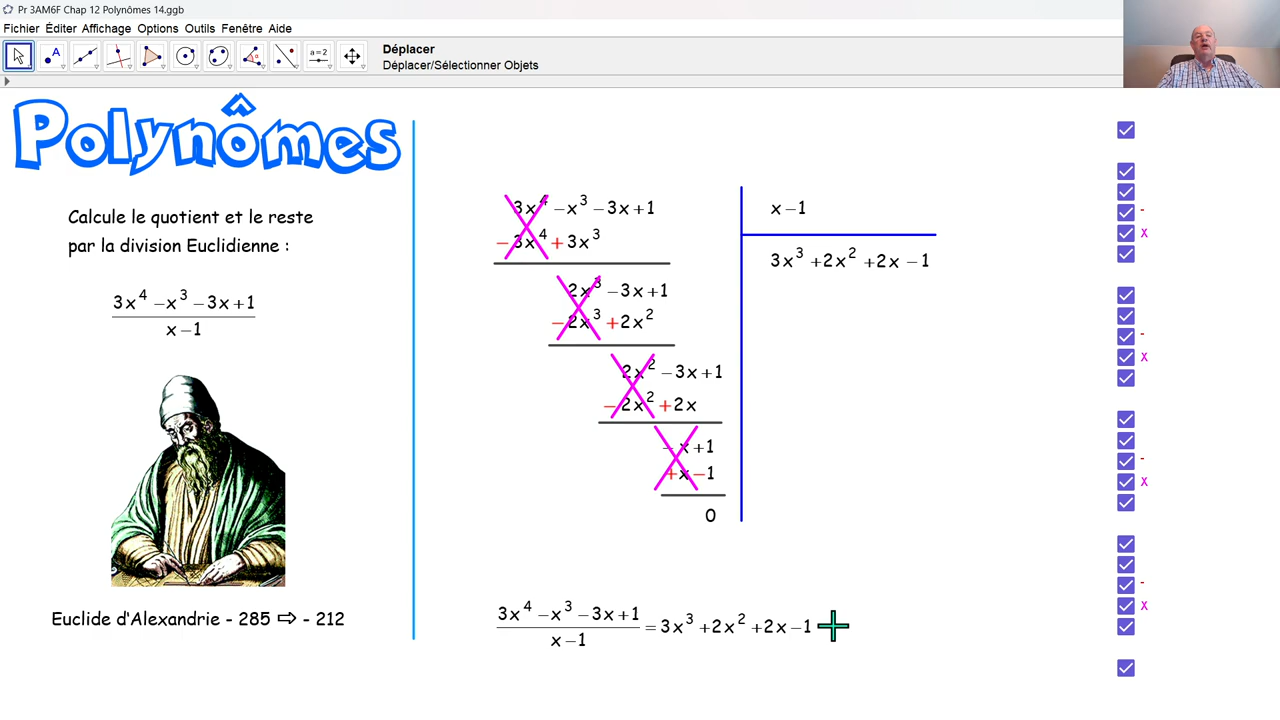 Pr 3AM6F Chap 12 Polynômes 14.ggb
Fichier Éditer Affichage Options Outils Fenêtre Aide
A
a=2
Déplacer
Déplacer/Sélectionner Objets
Polynômes
Calcule le quotient et le reste
par la division Euclidienne :
3x⁴ −x³ −3x+1
x−1
Euclide d'Alexandrie - 285 ⇨ - 212
3x⁴ −x³ −3x+1
−3x⁴ +3x³
2x³ −3x+1
−2x³ +2x²
2x² −3x+1
−2x² +2x
−x+1
+x−1
0
x−1
3x³ +2x² +2x −1
3x⁴ −x³ −3x+1
x−1
= 3x³ +2x² +2x −1 +
-
x
-
x
-
x
-
x